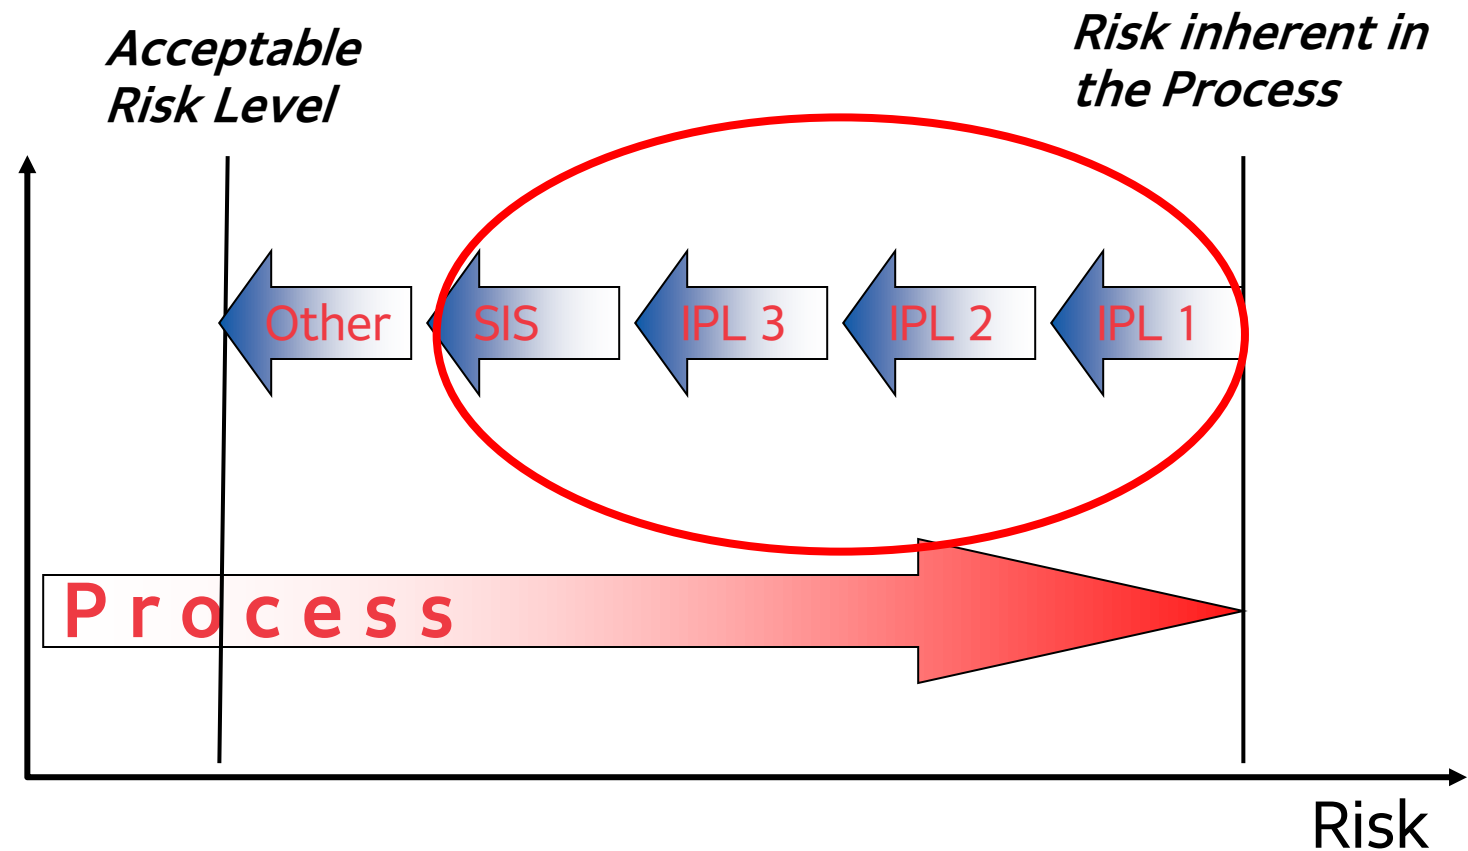 Acceptable
Risk Level
Risk inherent in
the Process
Other
SIS
IPL 3
IPL 2
IPL 1
Process
Risk